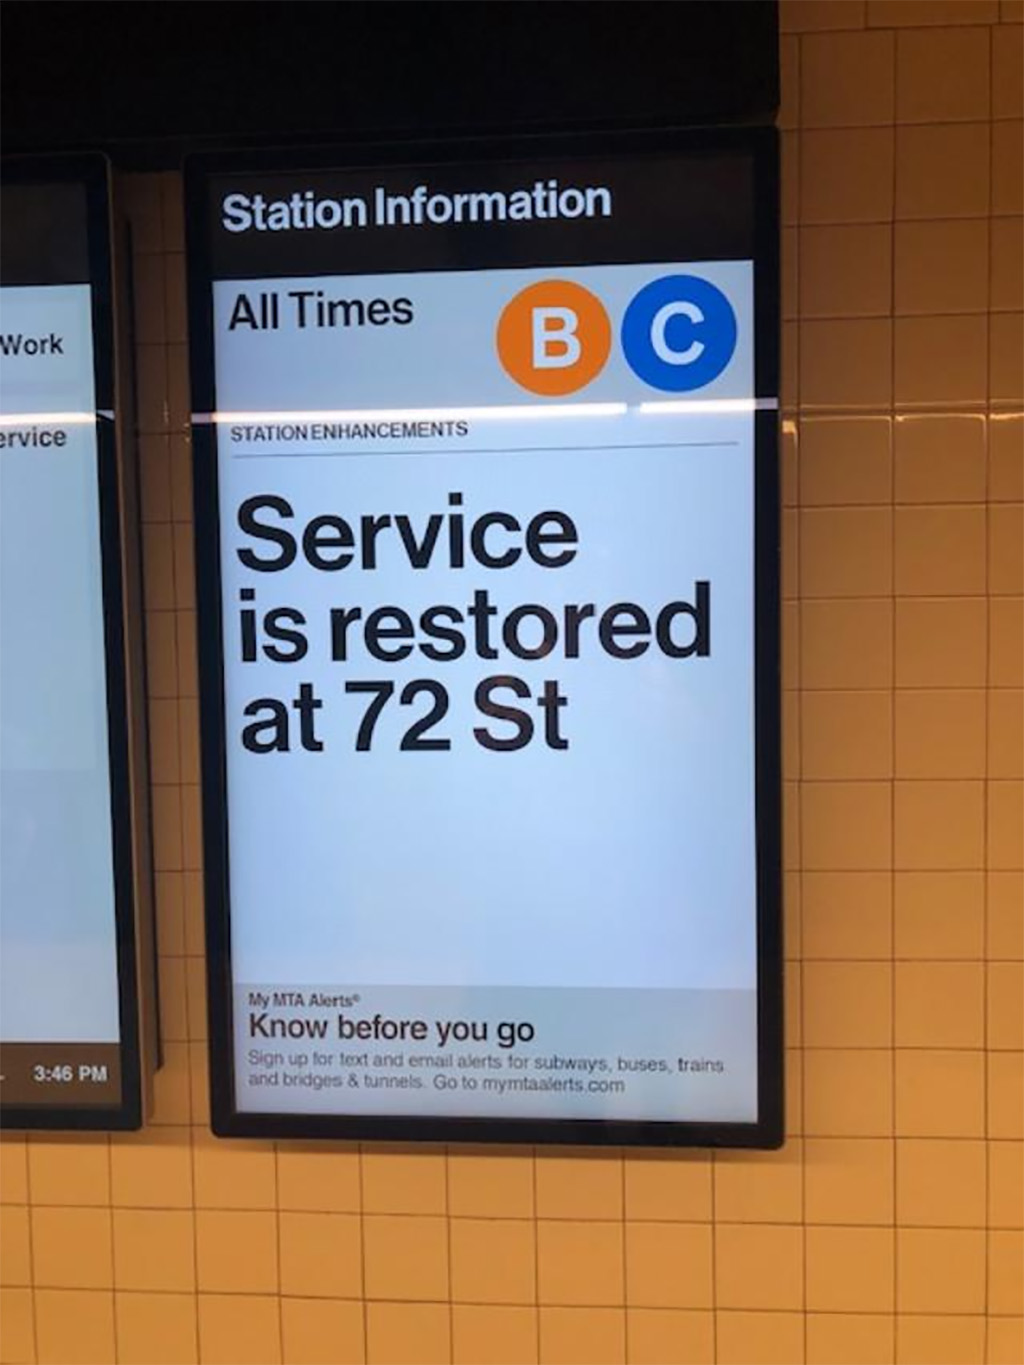 Station Information
All Times
B C
STATION ENHANCEMENTS
Service
is restored
at 72 St
My MTA Alerts®
Know before you go
Sign up for text and email alerts for subways, buses, trains
and bridges & tunnels. Go to mymtaalerts.com
Work
3:46 PM